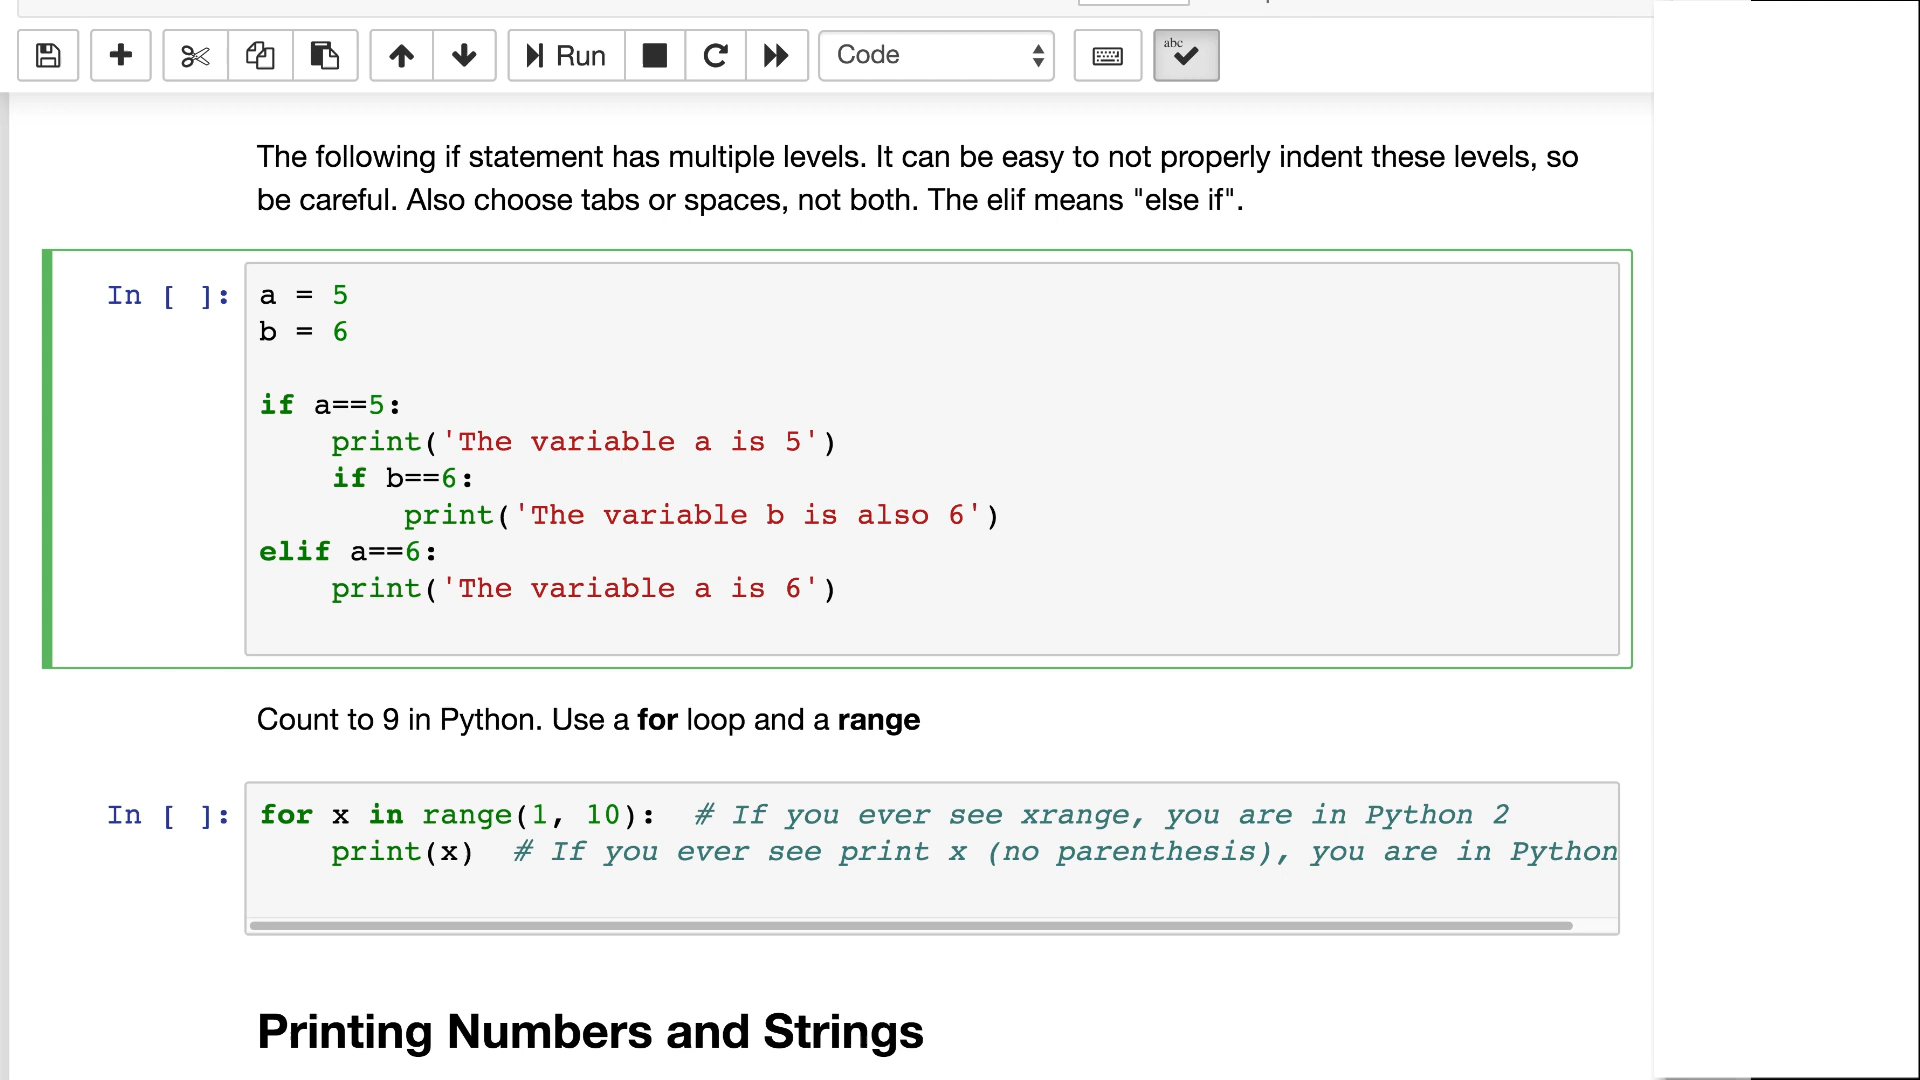 Run
Code
abc
The following if statement has multiple levels. It can be easy to not properly indent these levels, so
be careful. Also choose tabs or spaces, not both. The elif means "else if".
In [ ]:
a = 5
b = 6
if a==5:
    print('The variable a is 5')
    if b==6:
        print('The variable b is also 6')
elif a==6:
    print('The variable a is 6')
Count to 9 in Python. Use a for loop and a range
In [ ]:
for x in range(1, 10):  # If you ever see xrange, you are in Python 2
    print(x)  # If you ever see print x (no parenthesis), you are in Python
Printing Numbers and Strings